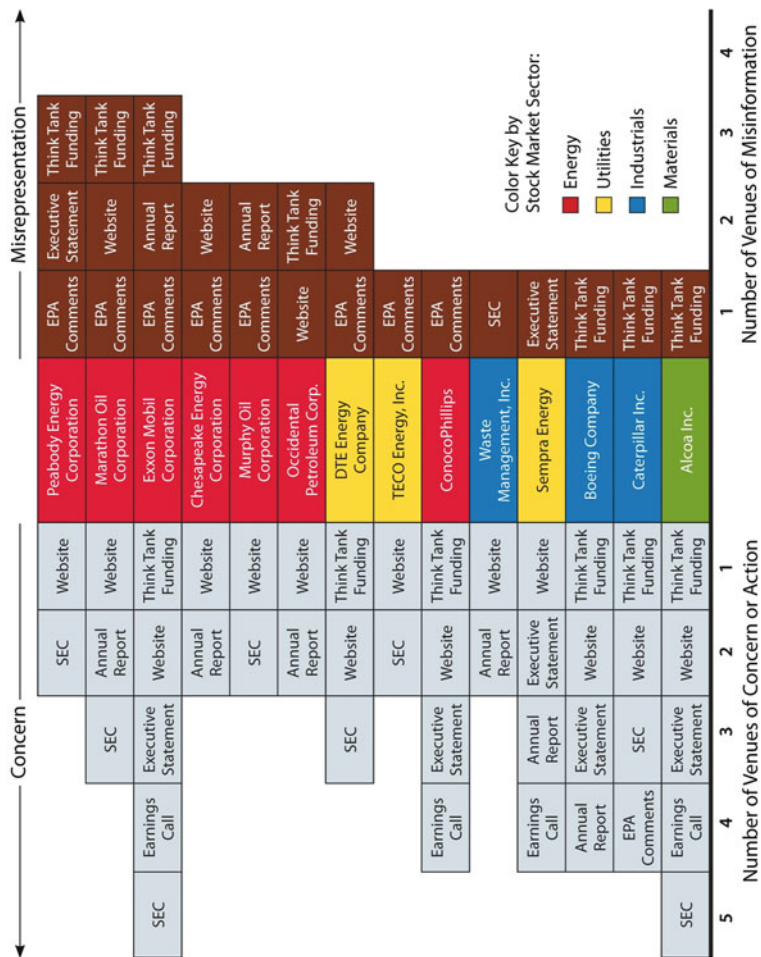 Concern
Misrepresentation
SEC
Website
Peabody Energy
Corporation
EPA
Comments
Executive
Statement
Think Tank
Funding
SEC
Annual
Report
Website
Marathon Oil
Corporation
EPA
Comments
Website
Think Tank
Funding
SEC
Earnings
Call
Executive
Statement
Website
Think Tank
Funding
Exxon Mobil
Corporation
EPA
Comments
Annual
Report
Think Tank
Funding
Annual
Report
Website
Chesapeake Energy
Corporation
EPA
Comments
Website
SEC
Website
Murphy Oil
Corporation
EPA
Comments
Annual
Report
Annual
Report
Website
Occidental
Petroleum Corp.
Website
Think Tank
Funding
SEC
Website
Think Tank
Funding
DTE Energy
Company
EPA
Comments
Website
SEC
Website
TECO Energy, Inc.
EPA
Comments
Earnings
Call
Executive
Statement
Website
Think Tank
Funding
ConocoPhillips
EPA
Comments
Annual
Report
Website
Waste
Management, Inc.
SEC
Earnings
Call
Annual
Report
Executive
Statement
Website
Sempra Energy
Executive
Statement
Annual
Report
Executive
Statement
Website
Think Tank
Funding
Boeing Company
Think Tank
Funding
EPA
Comments
SEC
Website
Think Tank
Funding
Caterpillar Inc.
Think Tank
Funding
SEC
Earnings
Call
Executive
Statement
Website
Think Tank
Funding
Alcoa Inc.
Think Tank
Funding
Color Key by
Stock Market Sector:
Energy
Utilities
Industrials
Materials
5 4 3 2 1 1 2 3 4
Number of Venues of Concern or Action
Number of Venues of Misinformation